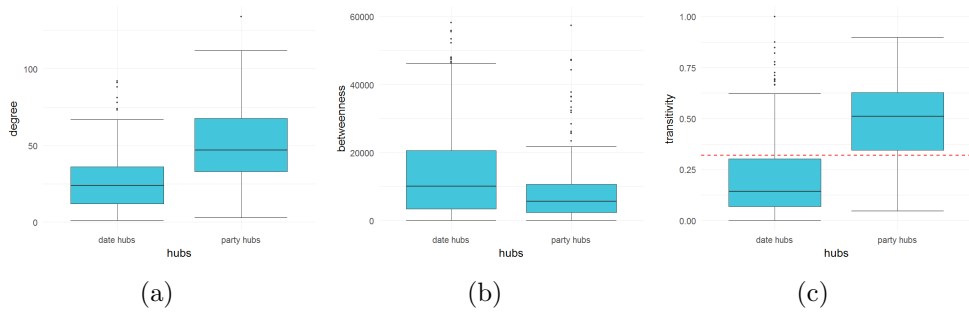 degree
100
50
0
date hubs
party hubs
hubs
(a)
betweenness
60000
40000
20000
0
date hubs
party hubs
hubs
(b)
transitivity
1.00
0.75
0.50
0.25
0.00
date hubs
party hubs
hubs
(c)